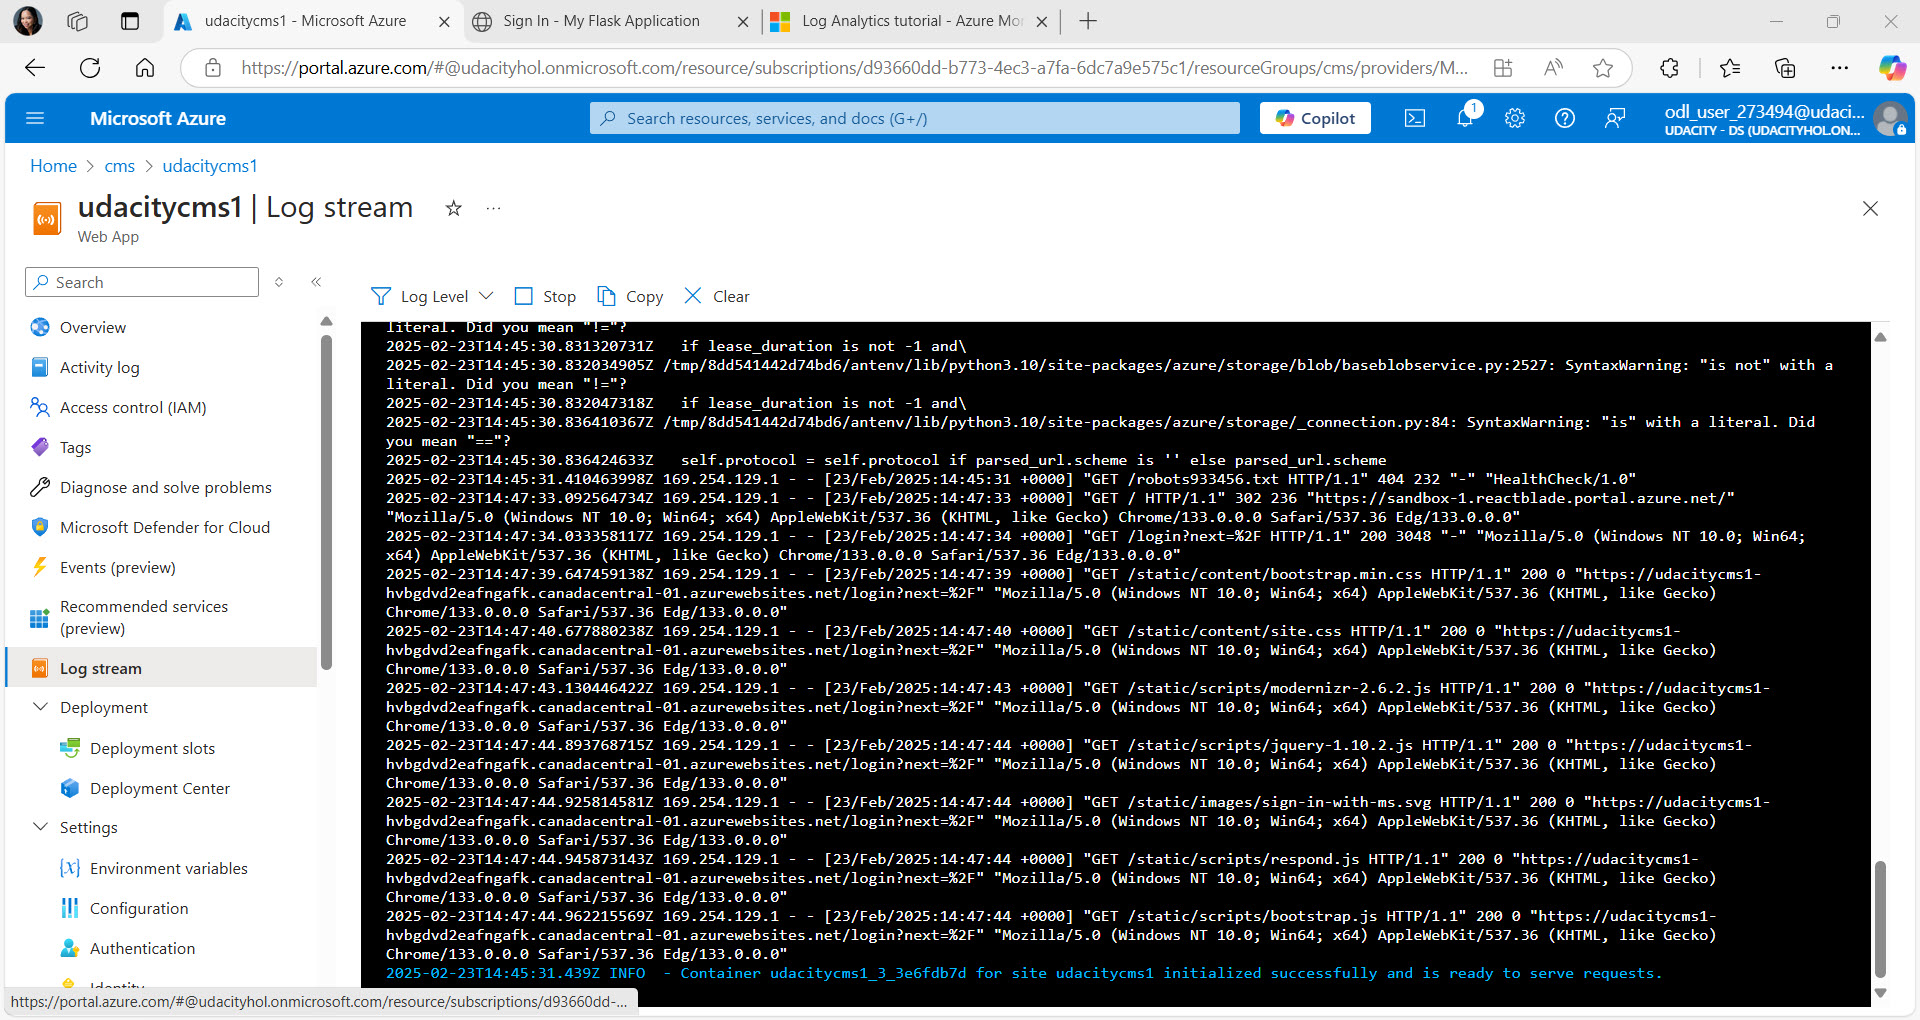 udacitycms1 - Microsoft Azure
Sign In - My Flask Application
Log Analytics tutorial - Azure Mo
https://portal.azure.com/#@udacityhol.onmicrosoft.com/resource/subscriptions/d93660dd-b773-4ec3-a7fa-6dc7a9e575c1/resourceGroups/cms/providers/M...
Microsoft Azure
Search resources, services, and docs (G+/)
Copilot
1
odl_user_273494@udaci...
UDACITY - DS (UDACITYHOL.ON...
Home > cms > udacitycms1
udacitycms1 | Log stream
Web App
Search
Overview
Activity log
Access control (IAM)
Tags
Diagnose and solve problems
Microsoft Defender for Cloud
Events (preview)
Recommended services
(preview)
Log stream
Deployment
Deployment slots
Deployment Center
Settings
Environment variables
Configuration
Authentication
Identity
https://portal.azure.com/#@udacityhol.onmicrosoft.com/resource/subscriptions/d93660dd-...
Log Level
Stop
Copy
Clear
literal. Did you mean "!="?
2025-02-23T14:45:30.831320731Z   if lease_duration is not -1 and\
2025-02-23T14:45:30.832034905Z /tmp/8dd541442d74bd6/antenv/lib/python3.10/site-packages/azure/storage/blob/baseblobservice.py:2527: SyntaxWarning: "is not" with a
literal. Did you mean "!="?
2025-02-23T14:45:30.832047318Z   if lease_duration is not -1 and\
2025-02-23T14:45:30.836410367Z /tmp/8dd541442d74bd6/antenv/lib/python3.10/site-packages/azure/storage/_connection.py:84: SyntaxWarning: "is" with a literal. Did
you mean "=="?
2025-02-23T14:45:30.836424633Z   self.protocol = self.protocol if parsed_url.scheme is '' else parsed_url.scheme
2025-02-23T14:45:31.410463998Z 169.254.129.1 - - [23/Feb/2025:14:45:31 +0000] "GET /robots933456.txt HTTP/1.1" 404 232 "-" "HealthCheck/1.0"
2025-02-23T14:47:33.092564734Z 169.254.129.1 - - [23/Feb/2025:14:47:33 +0000] "GET / HTTP/1.1" 302 236 "https://sandbox-1.reactblade.portal.azure.net/"
"Mozilla/5.0 (Windows NT 10.0; Win64; x64) AppleWebKit/537.36 (KHTML, like Gecko) Chrome/133.0.0.0 Safari/537.36 Edg/133.0.0.0"
2025-02-23T14:47:34.033358117Z 169.254.129.1 - - [23/Feb/2025:14:47:34 +0000] "GET /login?next=%2F HTTP/1.1" 200 3048 "-" "Mozilla/5.0 (Windows NT 10.0; Win64;
x64) AppleWebKit/537.36 (KHTML, like Gecko) Chrome/133.0.0.0 Safari/537.36 Edg/133.0.0.0"
2025-02-23T14:47:39.647459138Z 169.254.129.1 - - [23/Feb/2025:14:47:39 +0000] "GET /static/content/bootstrap.min.css HTTP/1.1" 200 0 "https://udacitycms1-
hvbgdvd2eafngafk.canadacentral-01.azurewebsites.net/login?next=%2F" "Mozilla/5.0 (Windows NT 10.0; Win64; x64) AppleWebKit/537.36 (KHTML, like Gecko)
Chrome/133.0.0.0 Safari/537.36 Edg/133.0.0.0"
2025-02-23T14:47:40.677880238Z 169.254.129.1 - - [23/Feb/2025:14:47:40 +0000] "GET /static/content/site.css HTTP/1.1" 200 0 "https://udacitycms1-
hvbgdvd2eafngafk.canadacentral-01.azurewebsites.net/login?next=%2F" "Mozilla/5.0 (Windows NT 10.0; Win64; x64) AppleWebKit/537.36 (KHTML, like Gecko)
Chrome/133.0.0.0 Safari/537.36 Edg/133.0.0.0"
2025-02-23T14:47:43.130446422Z 169.254.129.1 - - [23/Feb/2025:14:47:43 +0000] "GET /static/scripts/modernizr-2.6.2.js HTTP/1.1" 200 0 "https://udacitycms1-
hvbgdvd2eafngafk.canadacentral-01.azurewebsites.net/login?next=%2F" "Mozilla/5.0 (Windows NT 10.0; Win64; x64) AppleWebKit/537.36 (KHTML, like Gecko)
Chrome/133.0.0.0 Safari/537.36 Edg/133.0.0.0"
2025-02-23T14:47:44.893768715Z 169.254.129.1 - - [23/Feb/2025:14:47:44 +0000] "GET /static/scripts/jquery-1.10.2.js HTTP/1.1" 200 0 "https://udacitycms1-
hvbgdvd2eafngafk.canadacentral-01.azurewebsites.net/login?next=%2F" "Mozilla/5.0 (Windows NT 10.0; Win64; x64) AppleWebKit/537.36 (KHTML, like Gecko)
Chrome/133.0.0.0 Safari/537.36 Edg/133.0.0.0"
2025-02-23T14:47:44.925814581Z 169.254.129.1 - - [23/Feb/2025:14:47:44 +0000] "GET /static/images/sign-in-with-ms.svg HTTP/1.1" 200 0 "https://udacitycms1-
hvbgdvd2eafngafk.canadacentral-01.azurewebsites.net/login?next=%2F" "Mozilla/5.0 (Windows NT 10.0; Win64; x64) AppleWebKit/537.36 (KHTML, like Gecko)
Chrome/133.0.0.0 Safari/537.36 Edg/133.0.0.0"
2025-02-23T14:47:44.945873143Z 169.254.129.1 - - [23/Feb/2025:14:47:44 +0000] "GET /static/scripts/respond.js HTTP/1.1" 200 0 "https://udacitycms1-
hvbgdvd2eafngafk.canadacentral-01.azurewebsites.net/login?next=%2F" "Mozilla/5.0 (Windows NT 10.0; Win64; x64) AppleWebKit/537.36 (KHTML, like Gecko)
Chrome/133.0.0.0 Safari/537.36 Edg/133.0.0.0"
2025-02-23T14:47:44.962215569Z 169.254.129.1 - - [23/Feb/2025:14:47:44 +0000] "GET /static/scripts/bootstrap.js HTTP/1.1" 200 0 "https://udacitycms1-
hvbgdvd2eafngafk.canadacentral-01.azurewebsites.net/login?next=%2F" "Mozilla/5.0 (Windows NT 10.0; Win64; x64) AppleWebKit/537.36 (KHTML, like Gecko)
Chrome/133.0.0.0 Safari/537.36 Edg/133.0.0.0"
2025-02-23T14:45:31.439Z INFO  - Container udacitycms1_3_3e6fdb7d for site udacitycms1 initialized successfully and is ready to serve requests.